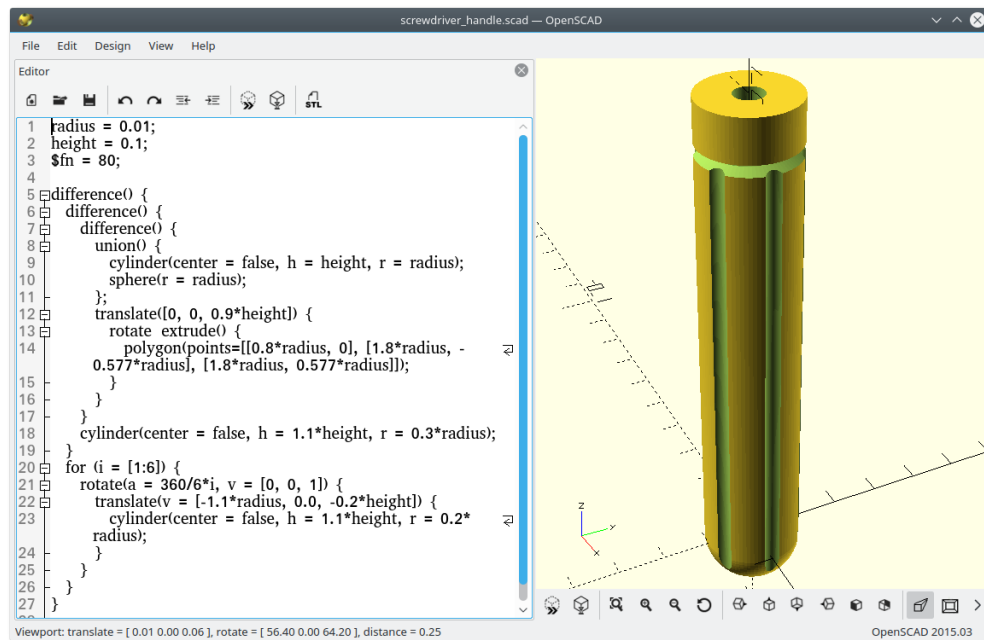 screwdriver_handle.scad — OpenSCAD
File Edit Design View Help
Editor
STL
1 radius = 0.01;
2 height = 0.1;
3 $fn = 80;
4
5 difference() {
6 difference() {
7 difference() {
8 union() {
9 cylinder(center = false, h = height, r = radius);
10 sphere(r = radius);
11 };
12 translate([0, 0, 0.9*height]) {
13 rotate_extrude() {
14 polygon(points=[[0.8*radius, 0], [1.8*radius, -
0.577*radius], [1.8*radius, 0.577*radius]]);
15 }
16 }
17 }
18 cylinder(center = false, h = 1.1*height, r = 0.3*radius);
19 }
20 for (i = [1:6]) {
21 rotate(a = 360/6*i, v = [0, 0, 1]) {
22 translate(v = [-1.1*radius, 0.0, -0.2*height]) {
23 cylinder(center = false, h = 1.1*height, r = 0.2*
radius);
24 }
25 }
26 }
27 }
z
y
x
Viewport: translate = [ 0.01 0.00 0.06 ], rotate = [ 56.40 0.00 64.20 ], distance = 0.25
OpenSCAD 2015.03